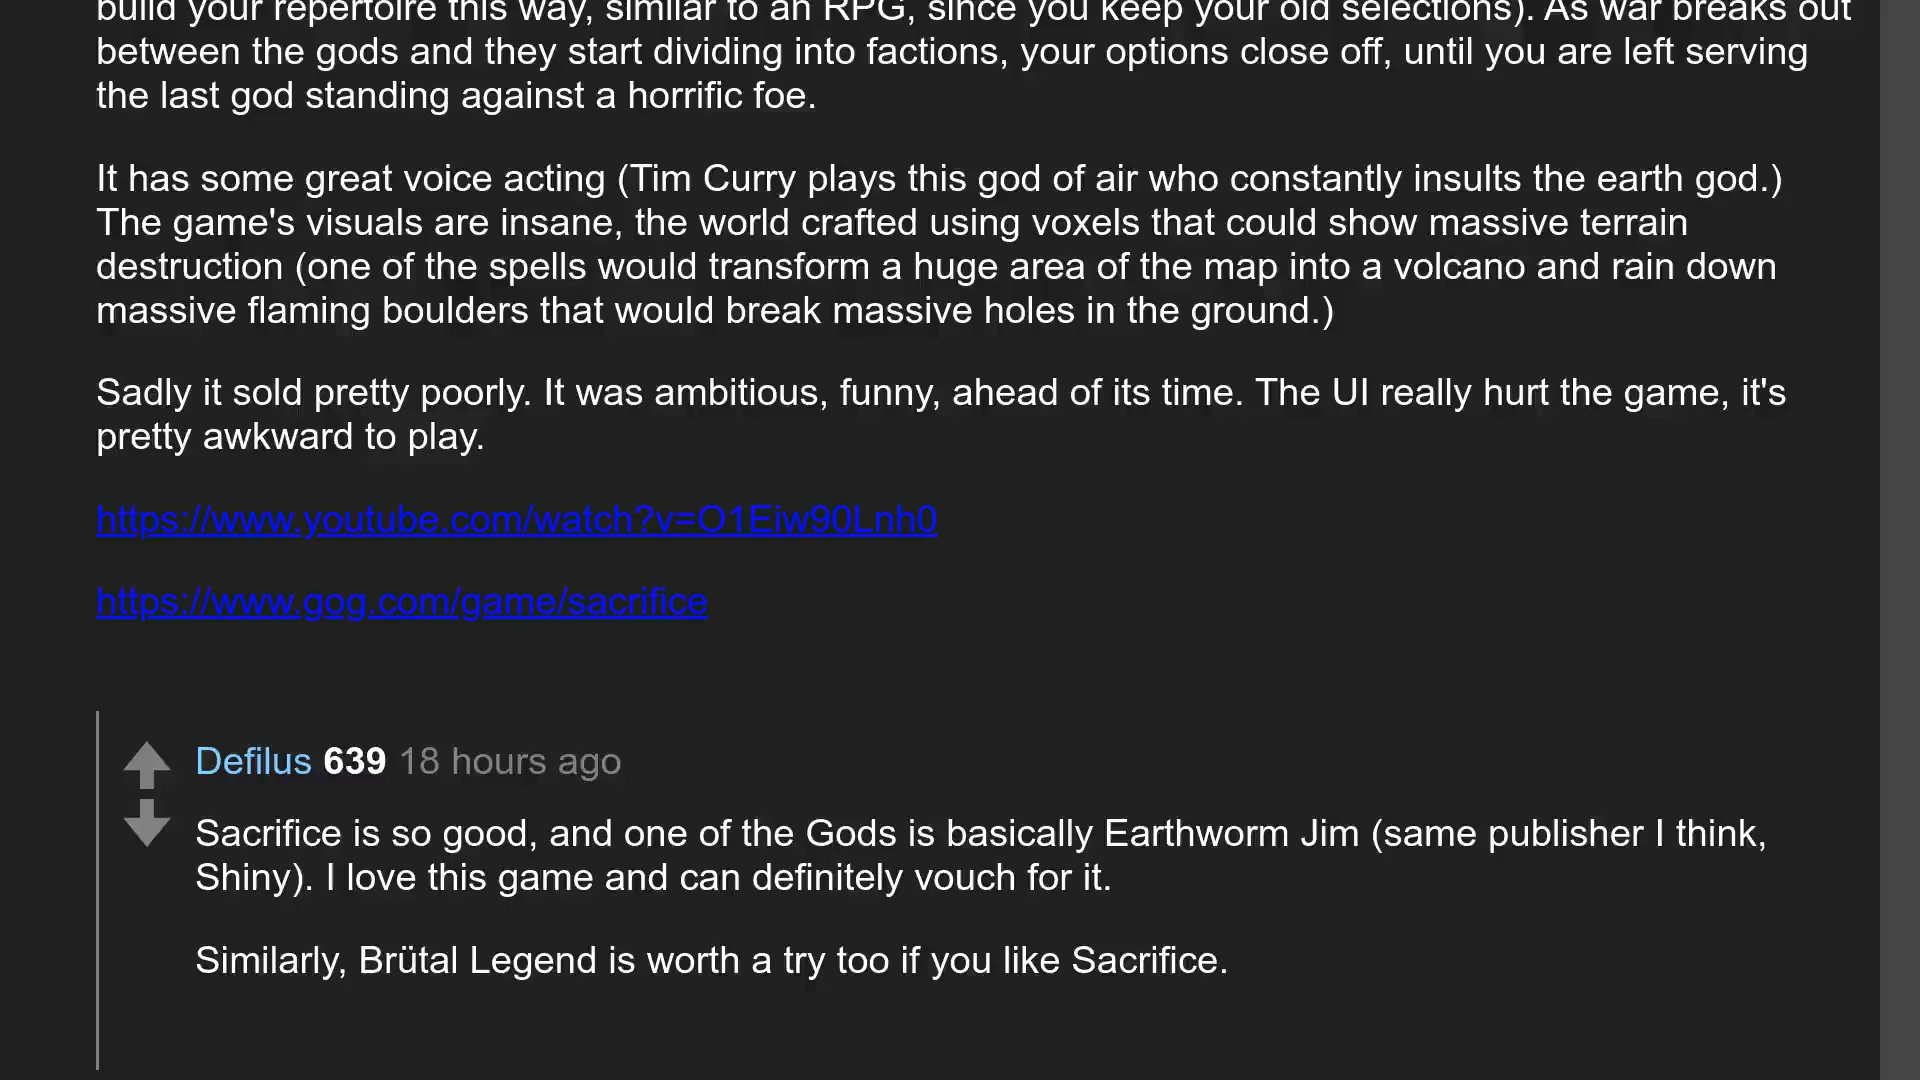 build your repertoire this way, similar to an RPG, since you keep your old selections). As war breaks out
between the gods and they start dividing into factions, your options close off, until you are left serving
the last god standing against a horrific foe.
It has some great voice acting (Tim Curry plays this god of air who constantly insults the earth god.)
The game's visuals are insane, the world crafted using voxels that could show massive terrain
destruction (one of the spells would transform a huge area of the map into a volcano and rain down
massive flaming boulders that would break massive holes in the ground.)
Sadly it sold pretty poorly. It was ambitious, funny, ahead of its time. The UI really hurt the game, it's
pretty awkward to play.
https://www.youtube.com/watch?v=O1Eiw90Lnh0
https://www.gog.com/game/sacrifice
Defilus 639 18 hours ago
Sacrifice is so good, and one of the Gods is basically Earthworm Jim (same publisher I think,
Shiny). I love this game and can definitely vouch for it.
Similarly, Brütal Legend is worth a try too if you like Sacrifice.